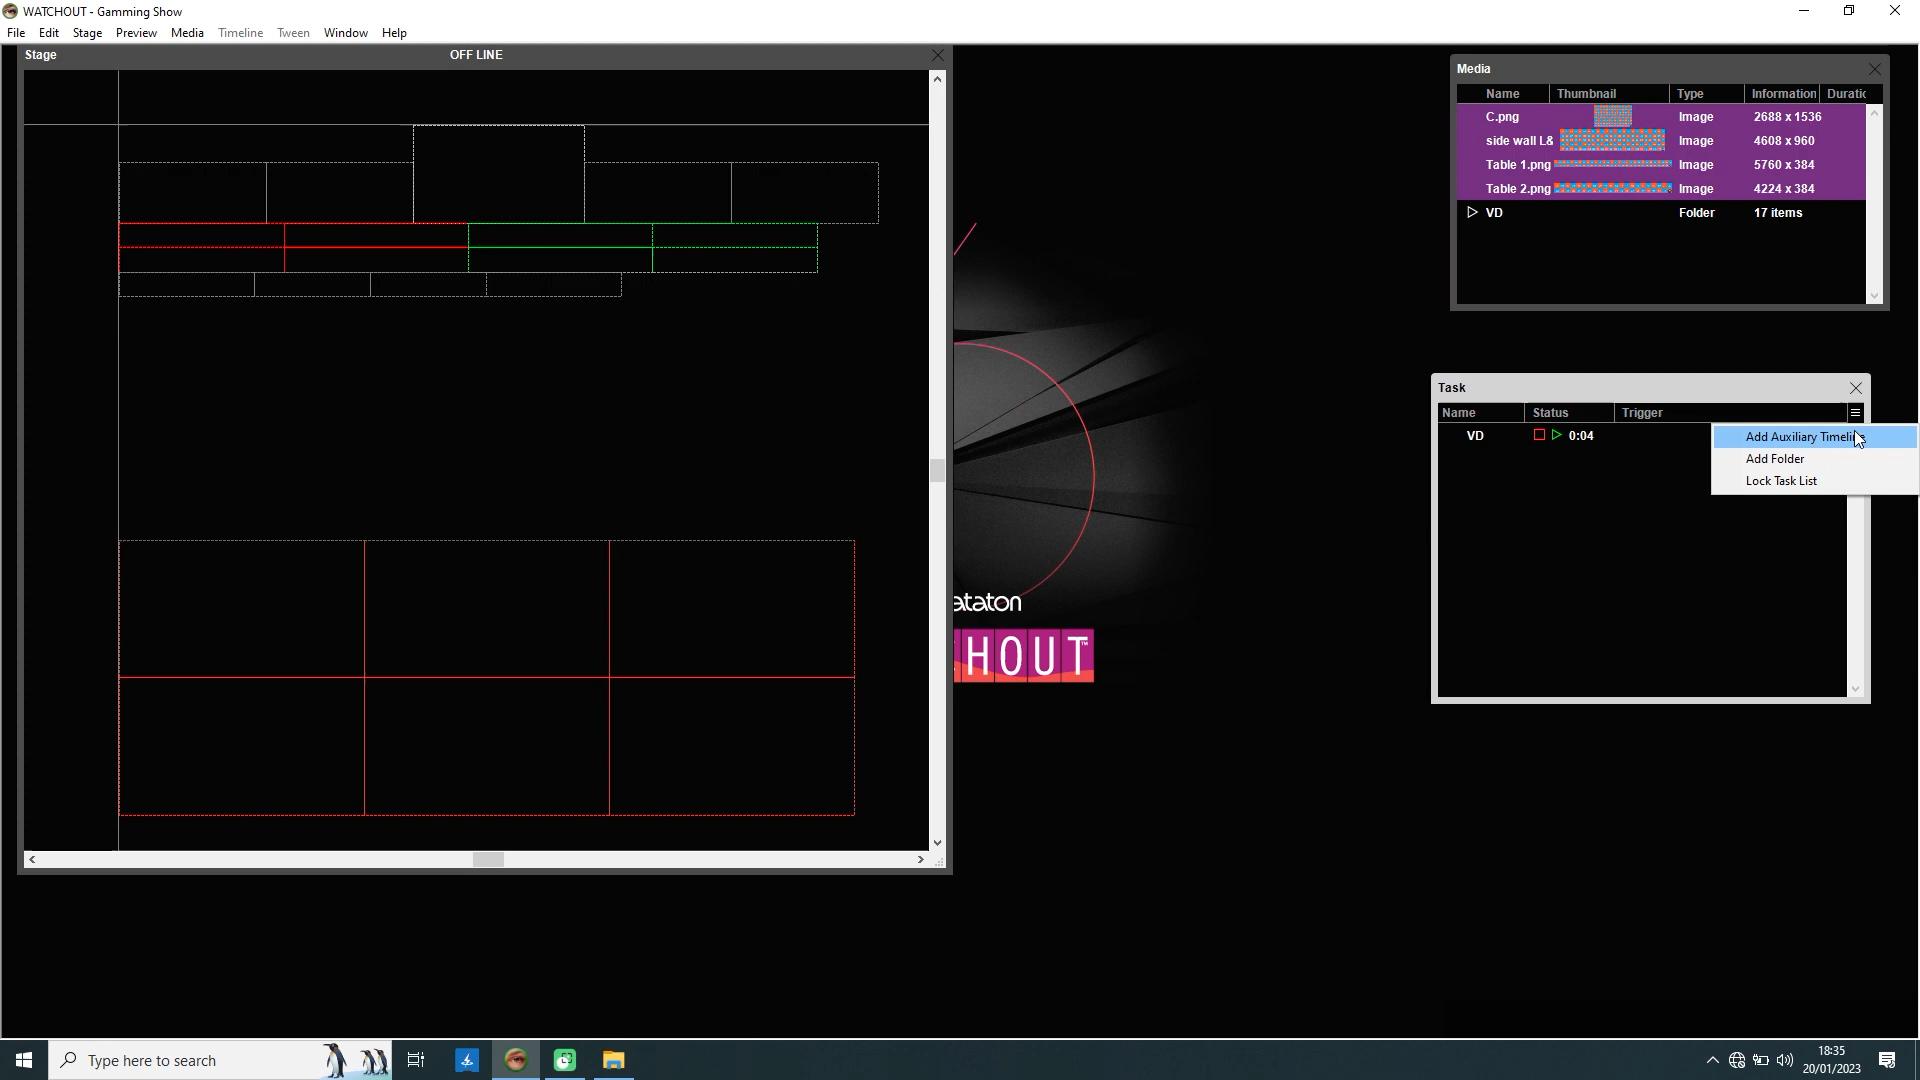 WATCHOUT - Gamming Show
File Edit Stage Preview Media Timeline Tween Window Help
Stage OFF LINE
Media
Name Thumbnail Type Information Duratic
C.png Image 2688 x 1536
side wall L& Image 4608 x 960
Table 1.png Image 5760 x 384
Table 2.png Image 4224 x 384
VD Folder 17 items
Task
Name Status Trigger
VD 0:04
Add Auxiliary Timeline
Add Folder
Lock Task List
ataton
HOUT™
Type here to search
18:35
20/01/2023